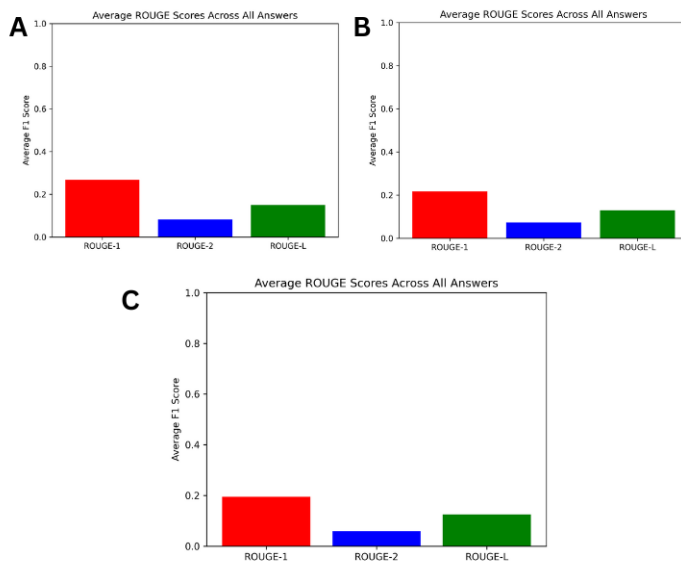 A
Average ROUGE Scores Across All Answers
1.0
0.8
0.6
0.4
0.2
0.0
Average F1 Score
ROUGE-1 ROUGE-2 ROUGE-L
B
Average ROUGE Scores Across All Answers
1.0
0.8
0.6
0.4
0.2
0.0
Average F1 Score
ROUGE-1 ROUGE-2 ROUGE-L
C
Average ROUGE Scores Across All Answers
1.0
0.8
0.6
0.4
0.2
0.0
Average F1 Score
ROUGE-1 ROUGE-2 ROUGE-L